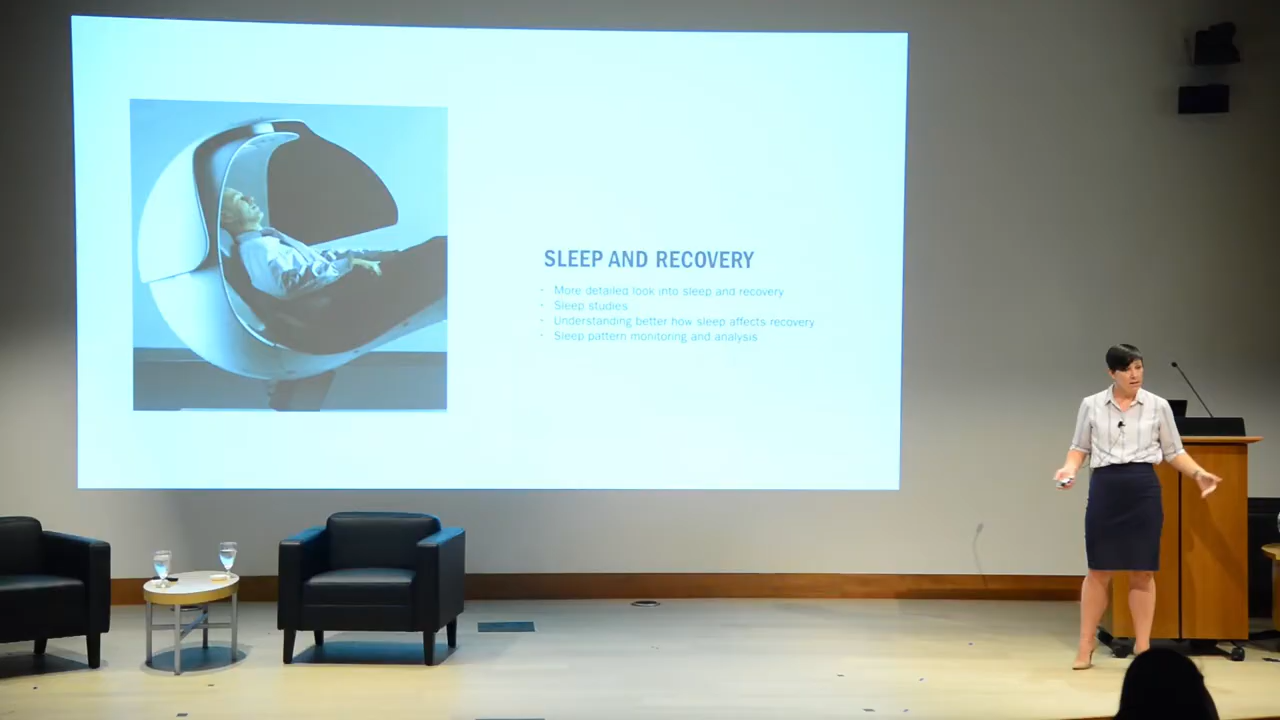 SLEEP AND RECOVERY
· More detailed look into sleep and recovery
· Sleep studies
· Understanding better how sleep affects recovery
· Sleep pattern monitoring and analysis